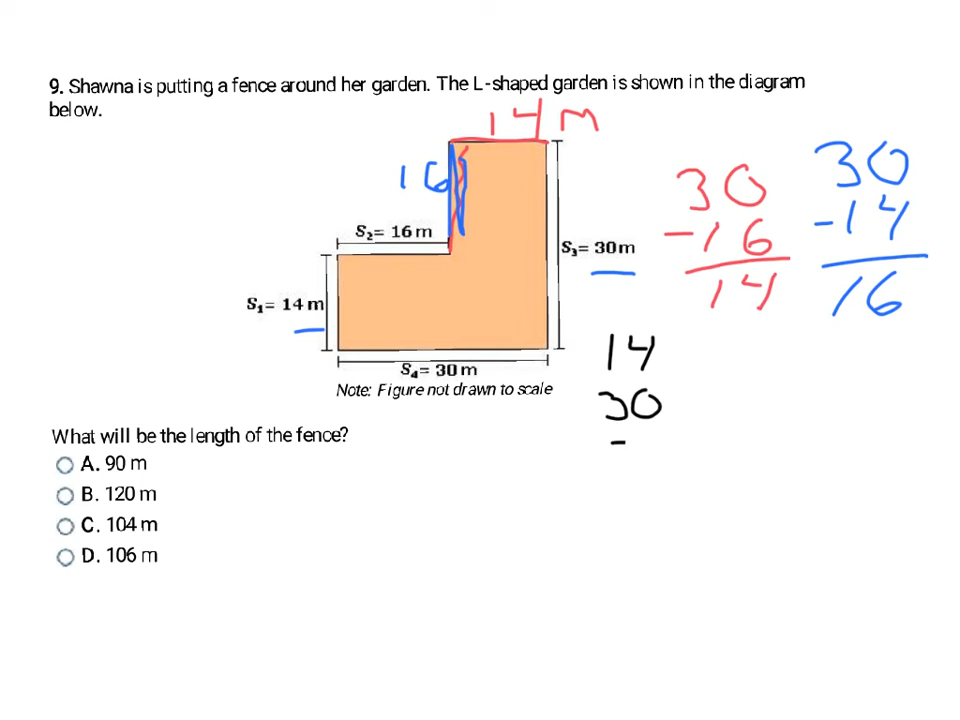 9. Shawna is putting a fence around her garden. The L-shaped garden is shown in the diagram
below.
14 m
16
S₂= 16 m
S₁= 14 m
S₃= 30m
S₄= 30 m
Note: Figure not drawn to scale
30
-16
14
30
-14
16
14
30
-
What will be the length of the fence?
A. 90 m
B. 120 m
C. 104 m
D. 106 m